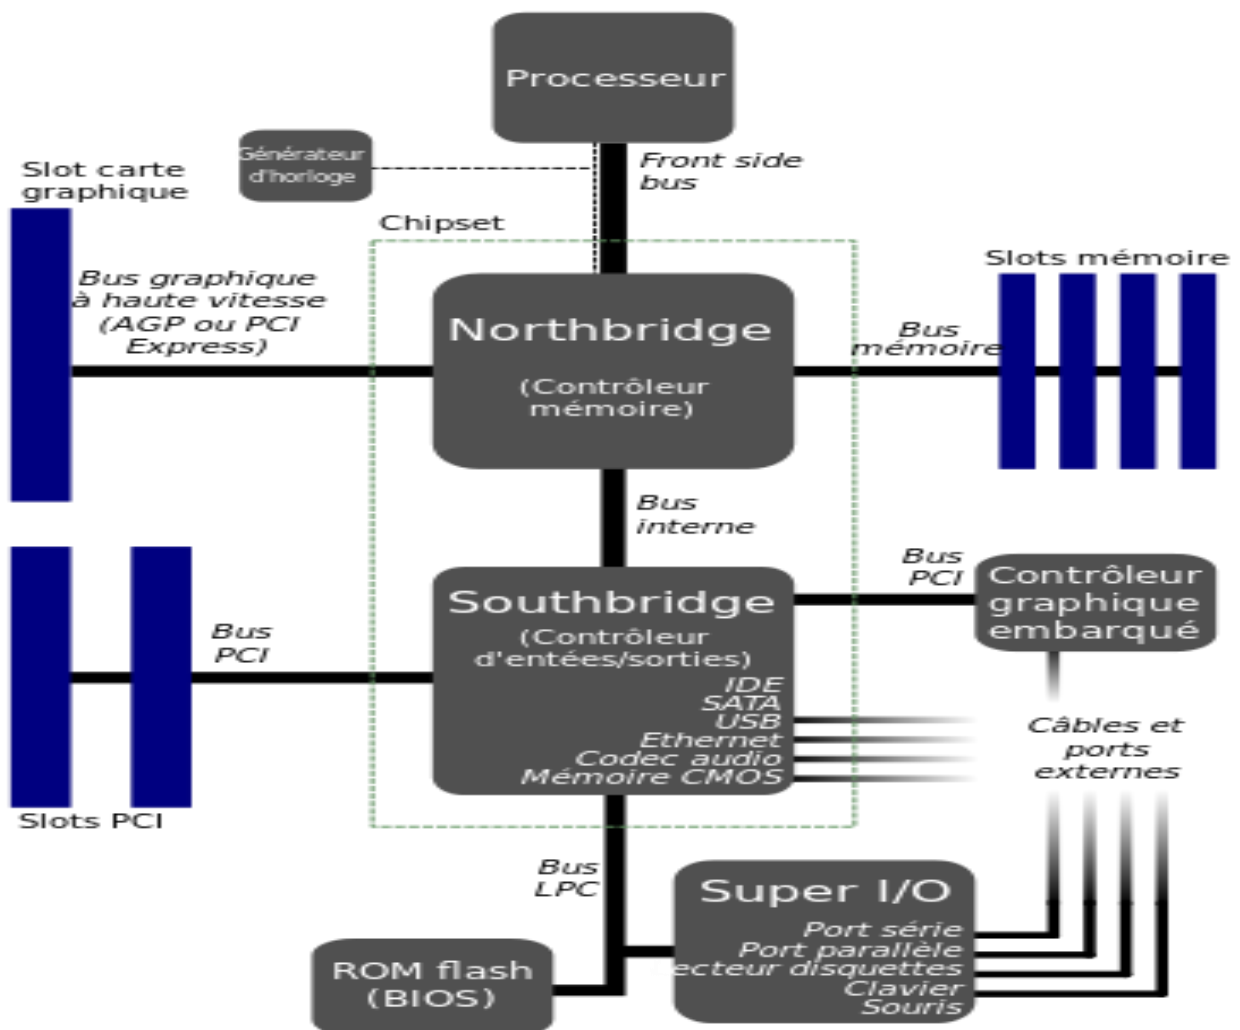 Processeur
Générateur
d'horloge
Front side
bus
Slot carte
graphique
Chipset
Bus graphique
à haute vitesse
(AGP ou PCI
Express)
Northbridge
(Contrôleur
mémoire)
Bus
mémoire
Slots mémoire
Bus
interne
Bus
PCI
Contrôleur
graphique
embarqué
Southbridge
(Contrôleur
d'entées/sorties)
IDE
SATA
USB
Ethernet
Codec audio
Mémoire CMOS
Bus
PCI
Slots PCI
Câbles et
ports
externes
Bus
LPC
Super I/O
Port série
Port parallèle
ecteur disquettes
Clavier
Souris
ROM flash
(BIOS)